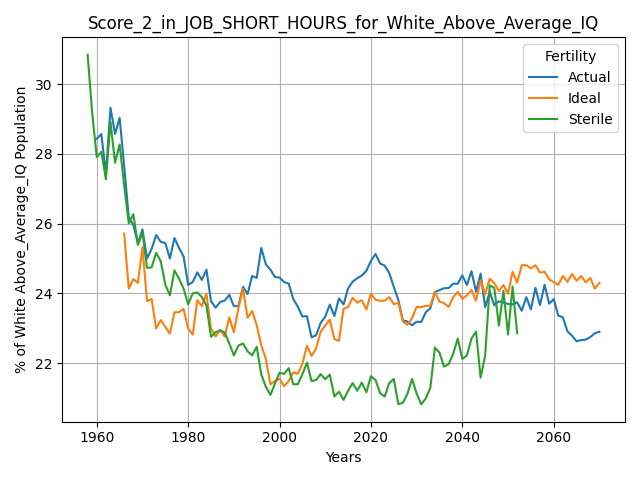 Score_2_in_JOB_SHORT_HOURS_for_White_Above_Average_IQ
Fertility
Actual
Ideal
Sterile
% of White Above_Average_IQ Population
30
28
26
24
22
1960
1980
2000
2020
2040
2060
Years